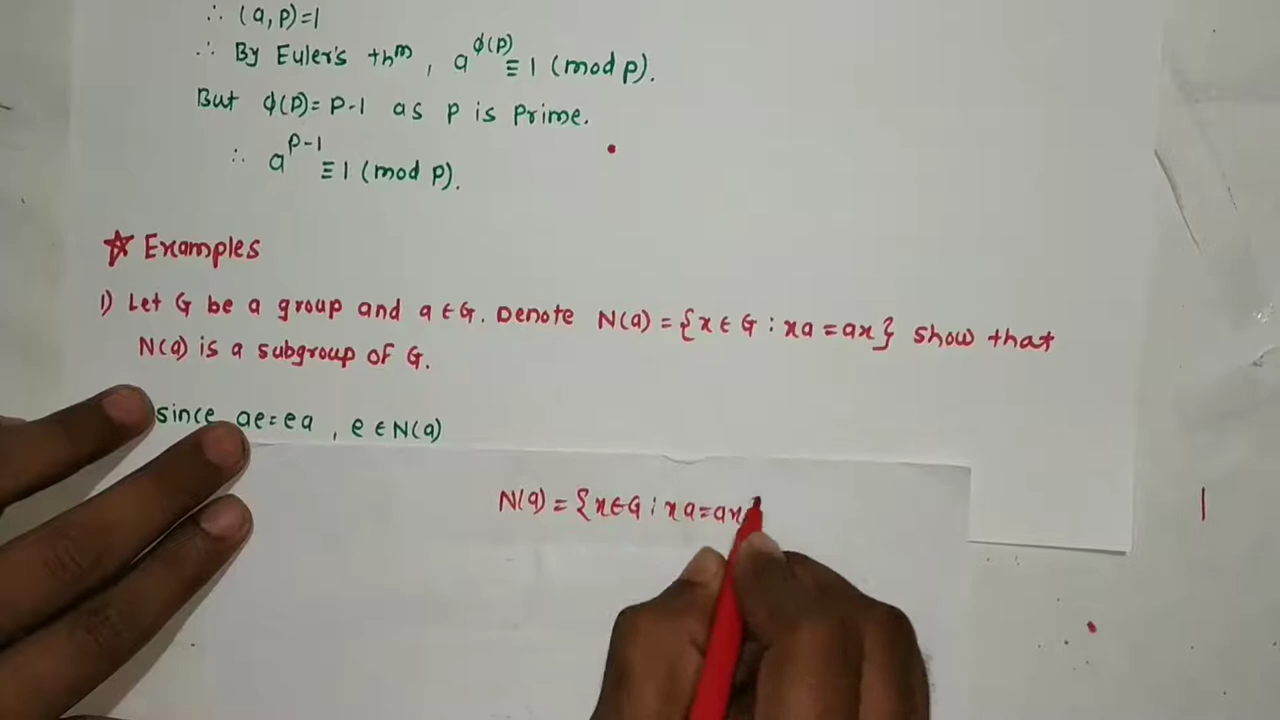 ∴ (a, p)=1
∴ By Euler's thᵐ, a^ϕ(p) ≡ 1 (mod p).
But ϕ(P)= P-1 as p is Prime.
∴ a^p-1 ≡ 1 (mod p).
☆ Examples
1) Let G be a group and a ∈ G. Denote N(a) = {x ∈ G : xa = ax} show that
N(a) is a subgroup of G.
since ae=ea , e ∈ N(a)
N(a) = {x∈G : xa=ax